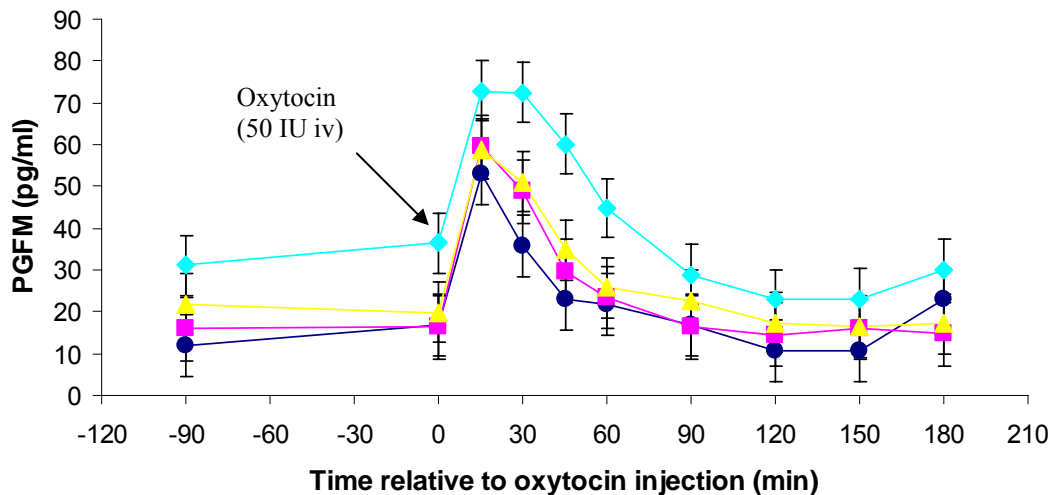 90
80
70
60
50
40
30
20
10
0
PGFM (pg/ml)
Oxytocin
(50 IU iv)
-120 -90 -60 -30 0 30 60 90 120 150 180 210
Time relative to oxytocin injection (min)